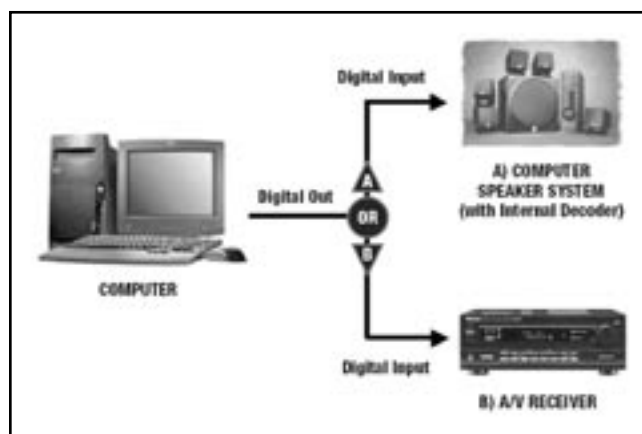 Digital Input
A) COMPUTER
SPEAKER SYSTEM
(with Internal Decoder)
A
Digital Out
OR
B
COMPUTER
Digital Input
B) A/V RECEIVER